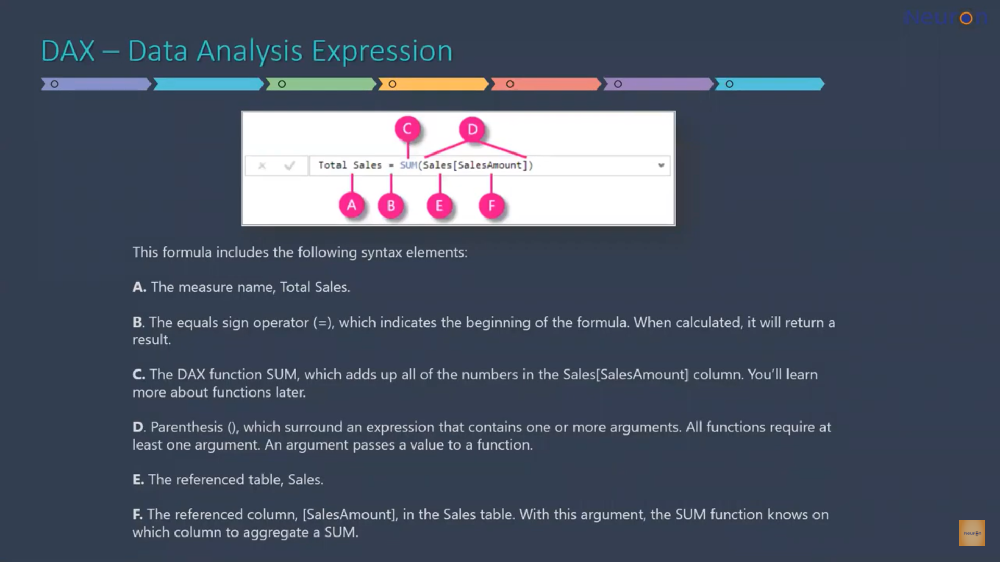 iNeuron
DAX – Data Analysis Expression
C D
Total Sales = SUM(Sales[SalesAmount])
A B E F
This formula includes the following syntax elements:
A. The measure name, Total Sales.
B. The equals sign operator (=), which indicates the beginning of the formula. When calculated, it will return a
result.
C. The DAX function SUM, which adds up all of the numbers in the Sales[SalesAmount] column. You’ll learn
more about functions later.
D. Parenthesis (), which surround an expression that contains one or more arguments. All functions require at
least one argument. An argument passes a value to a function.
E. The referenced table, Sales.
F. The referenced column, [SalesAmount], in the Sales table. With this argument, the SUM function knows on
which column to aggregate a SUM.
iNeuron